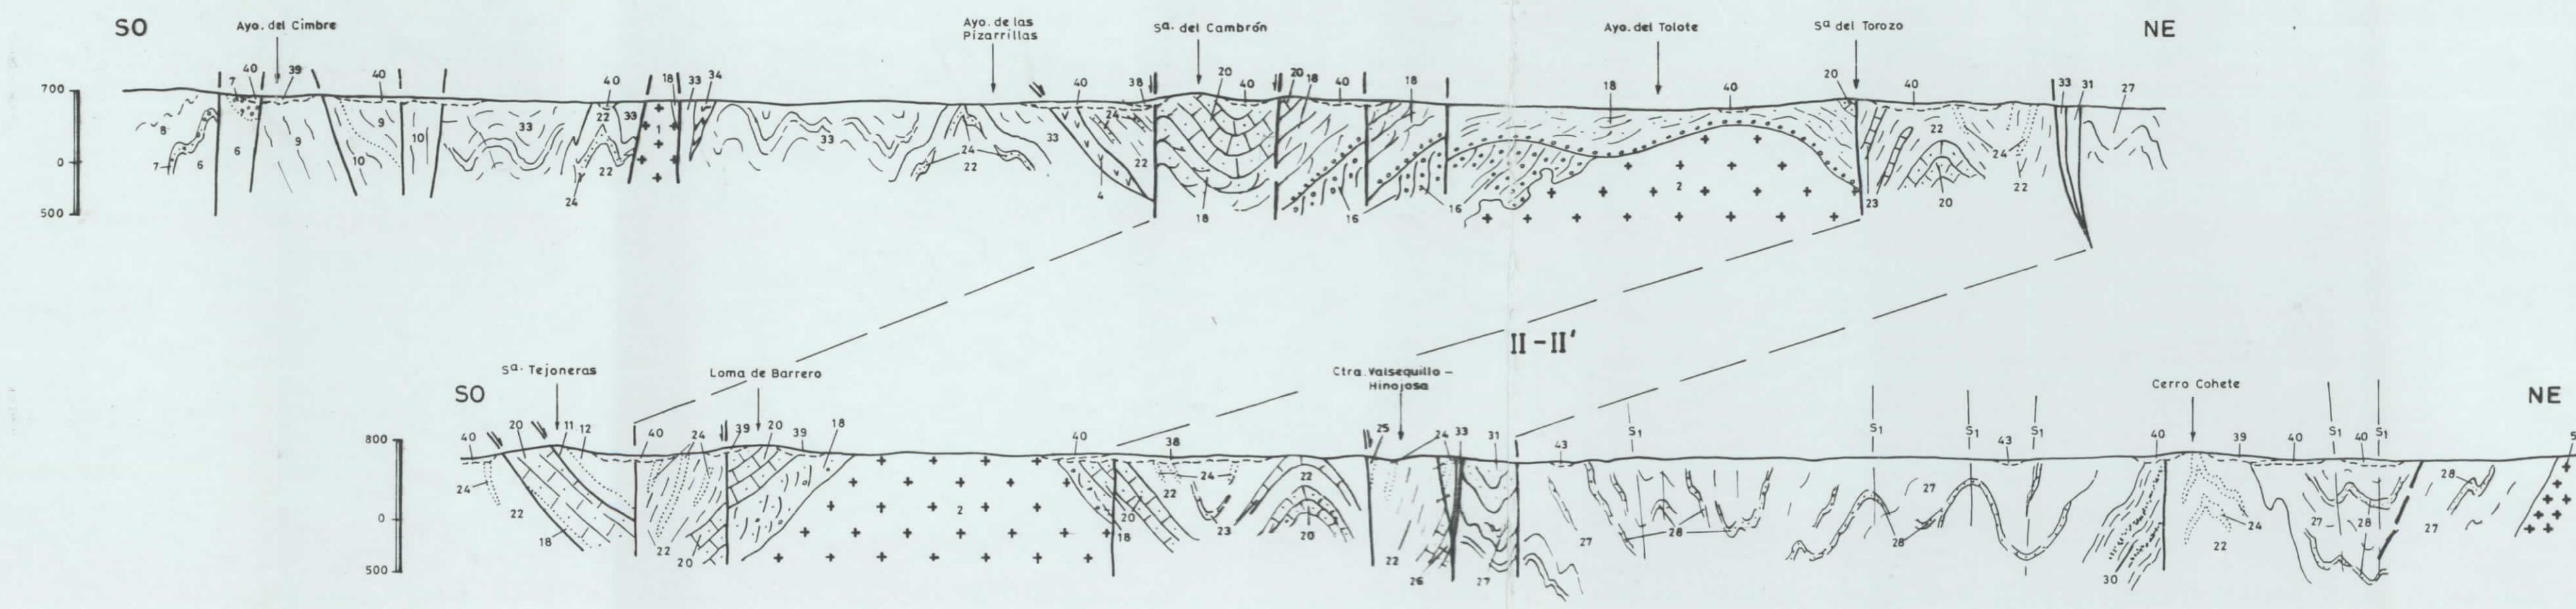 SO
Ayo. del Cimbre
Ayo. de las
Pizarrillas
Sª. del Cambrón
Ayo. del Tolote
Sª del Torozo
NE
7 40 39 40 40 18 33 34 40 38 20 40 20 18 40 18 18 40 20 40 33 31 27
700
0
500
8 7 6 6 9 10 9 10 33 24 22 22 33 1 33 24 22 33 24 4 22 18 16 16 2 23 22 20 24 22
II-II'
SO
Sª. Tejoneras
Loma de Barrero
Ctra. Valsequillo –
Hinojosa
Cerro Cohete
NE
40 20 11 12 40 24 39 20 39 18 40 38 25 24 33 31 43 S1 S1 S1 43 S1 40 39 40 S1 40 S1 28
800
0
500
24 22 18 22 20 2 20 18 22 24 23 22 20 22 26 27 27 28 28 27 30 22 24 27 28 27